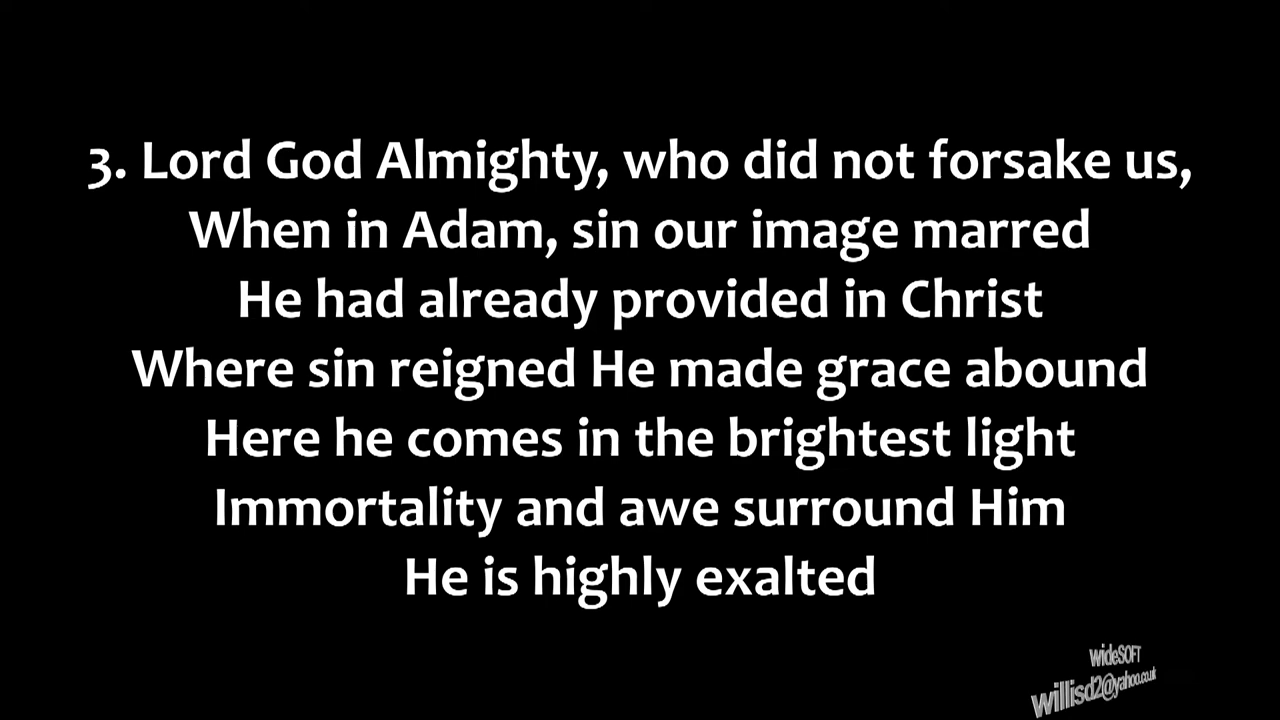 3. Lord God Almighty, who did not forsake us,
When in Adam, sin our image marred
He had already provided in Christ
Where sin reigned He made grace abound
Here he comes in the brightest light
Immortality and awe surround Him
He is highly exalted
WideSOFT
willisd2@yahoo.co.uk